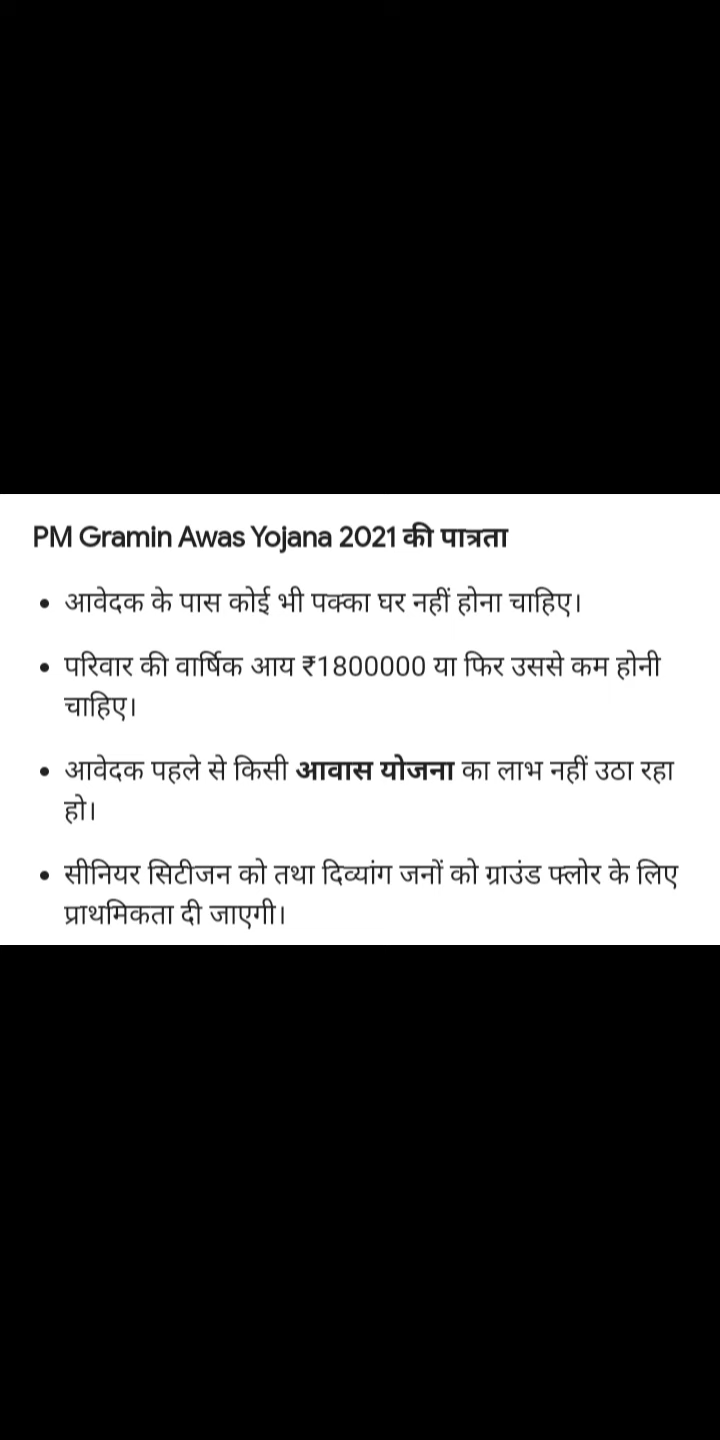 PM Gramin Awas Yojana 2021 की पात्रता
• आवेदक के पास कोई भी पक्का घर नहीं होना चाहिए।
• परिवार की वार्षिक आय ₹1800000 या फिर उससे कम होनी
चाहिए।
• आवेदक पहले से किसी आवास योजना का लाभ नहीं उठा रहा
हो।
• सीनियर सिटीजन को तथा दिव्यांग जनों को ग्राउंड फ्लोर के लिए
प्राथमिकता दी जाएगी।